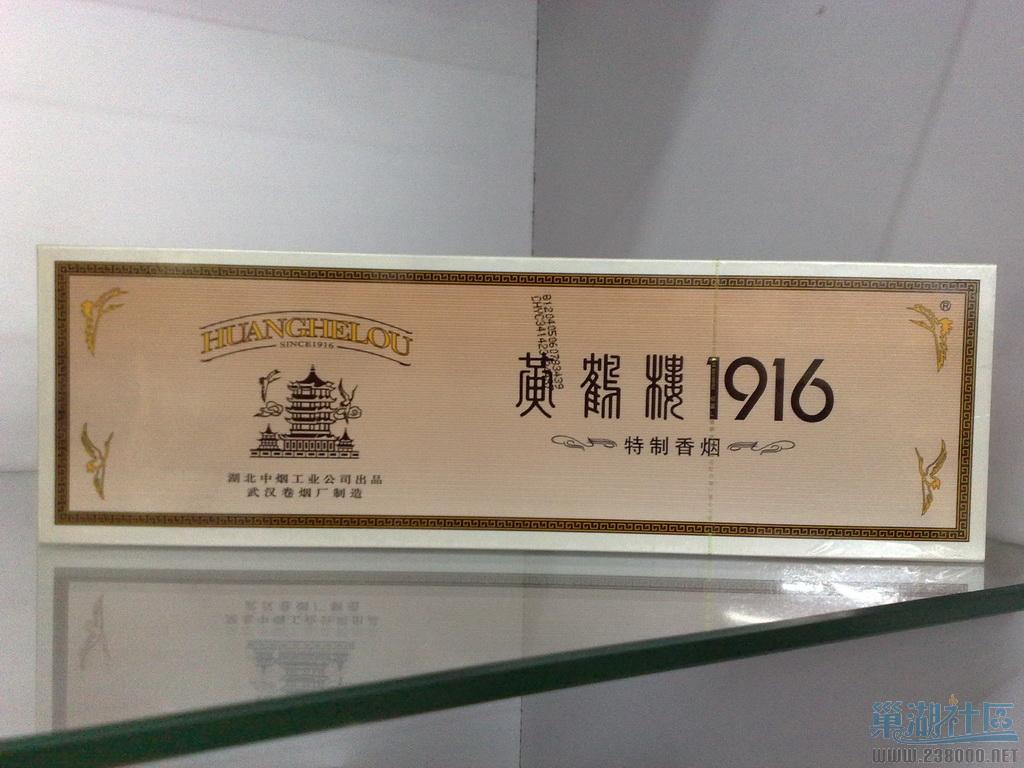 HUANGHELOU
SINCE1916
湖北中烟工业公司出品
武汉卷烟厂制造
黄鹤楼1916
特制香烟
®
巢湖社區
WWW.238000.NET